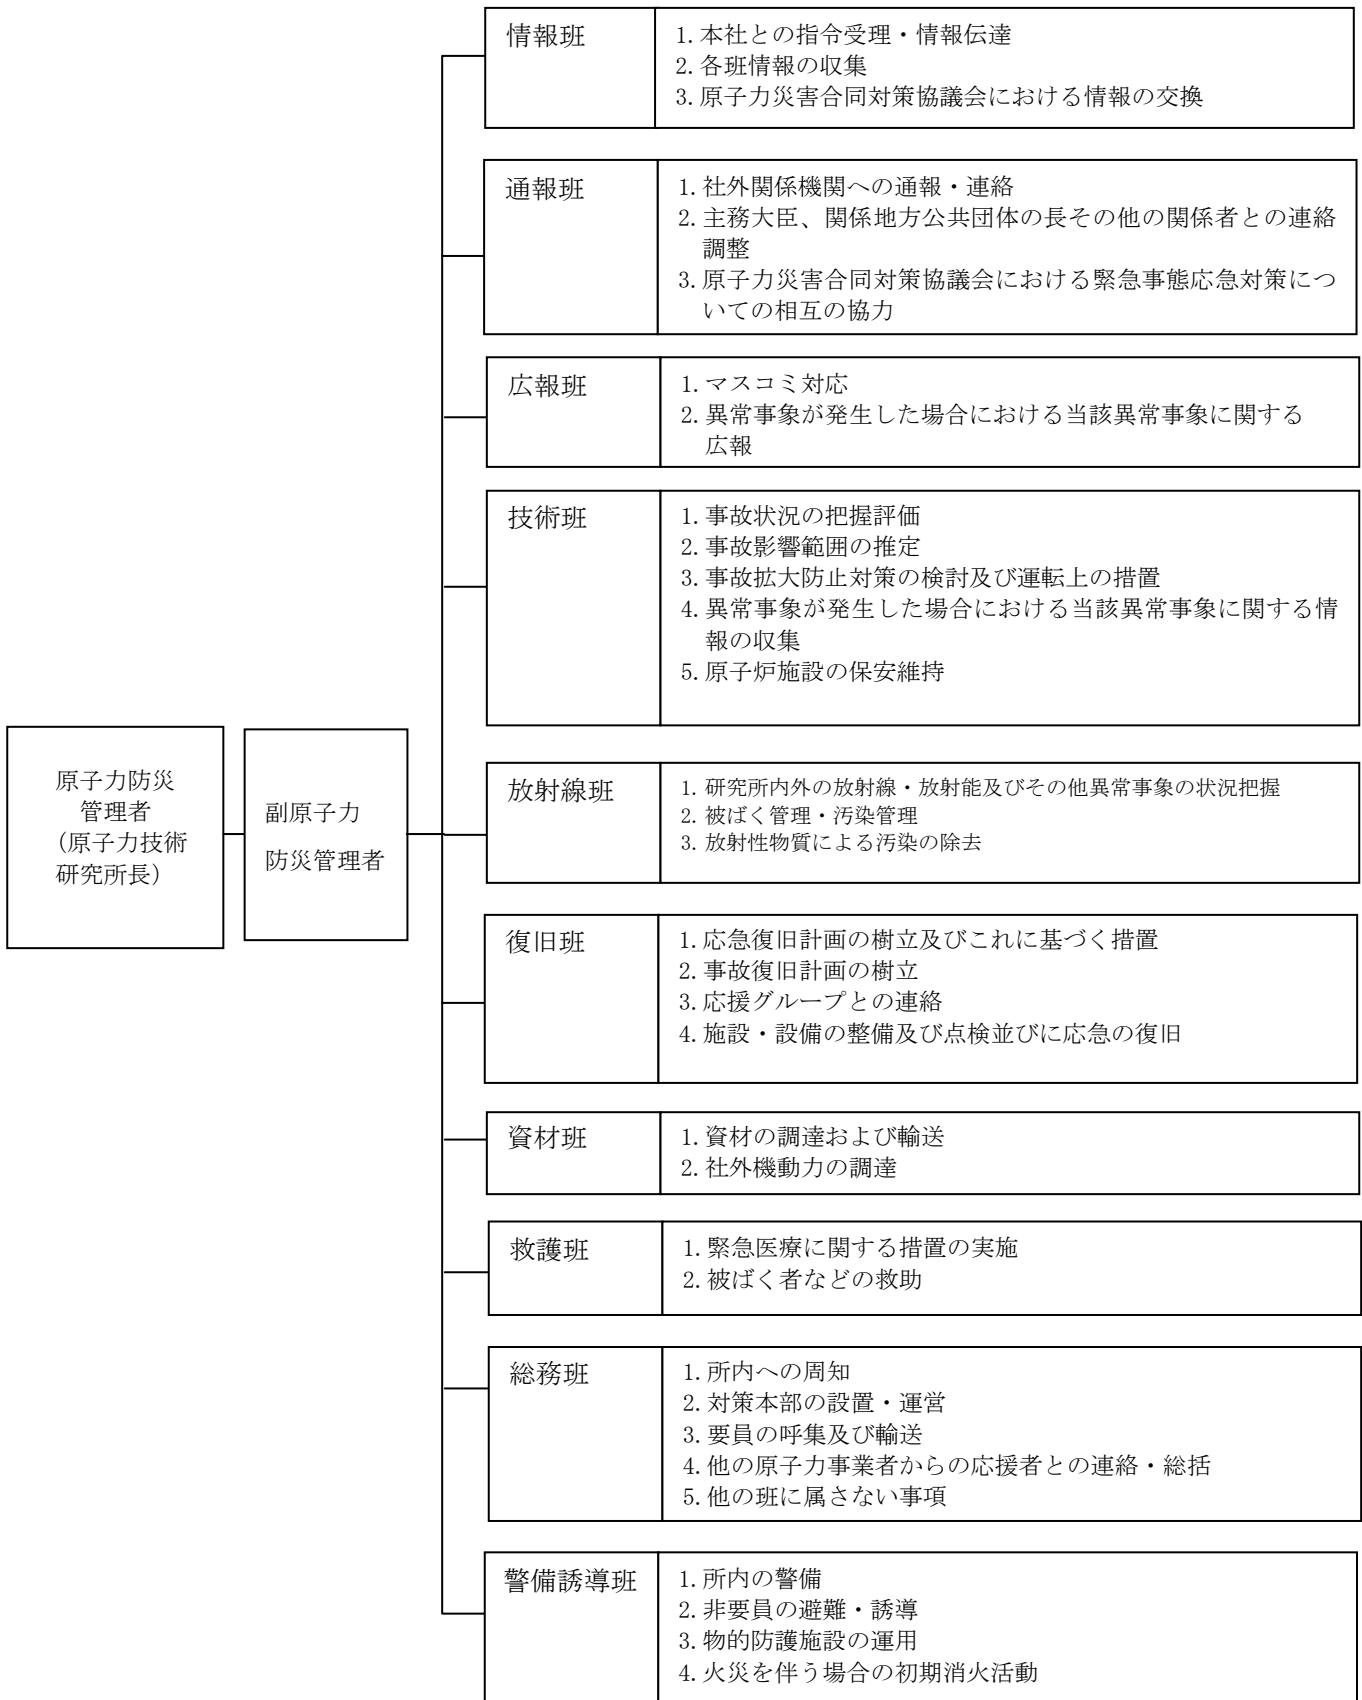 情報班
1. 本社との指令受理・情報伝達
2. 各班情報の収集
3. 原子力災害合同対策協議会における情報の交換
通報班
1. 社外関係機関への通報・連絡
2. 主務大臣、関係地方公共団体の長その他の関係者との連絡
調整
3. 原子力災害合同対策協議会における緊急事態応急対策につ
いての相互の協力
広報班
1. マスコミ対応
2. 異常事象が発生した場合における当該異常事象に関する
広報
技術班
1. 事故状況の把握評価
2. 事故影響範囲の推定
3. 事故拡大防止対策の検討及び運転上の措置
4. 異常事象が発生した場合における当該異常事象に関する情
報の収集
5. 原子炉施設の保安維持
原子力防災
管理者
(原子力技術
研究所長)
副原子力
防災管理者
放射線班
1. 研究所内外の放射線・放射能及びその他異常事象の状況把握
2. 被ばく管理・汚染管理
3. 放射性物質による汚染の除去
復旧班
1. 応急復旧計画の樹立及びこれに基づく措置
2. 事故復旧計画の樹立
3. 応援グループとの連絡
4. 施設・設備の整備及び点検並びに応急の復旧
資材班
1. 資材の調達および輸送
2. 社外機動力の調達
救護班
1. 緊急医療に関する措置の実施
2. 被ばく者などの救助
総務班
1. 所内への周知
2. 対策本部の設置・運営
3. 要員の呼集及び輸送
4. 他の原子力事業者からの応援者との連絡・総括
5. 他の班に属さない事項
警備誘導班
1. 所内の警備
2. 非要員の避難・誘導
3. 物的防護施設の運用
4. 火災を伴う場合の初期消火活動